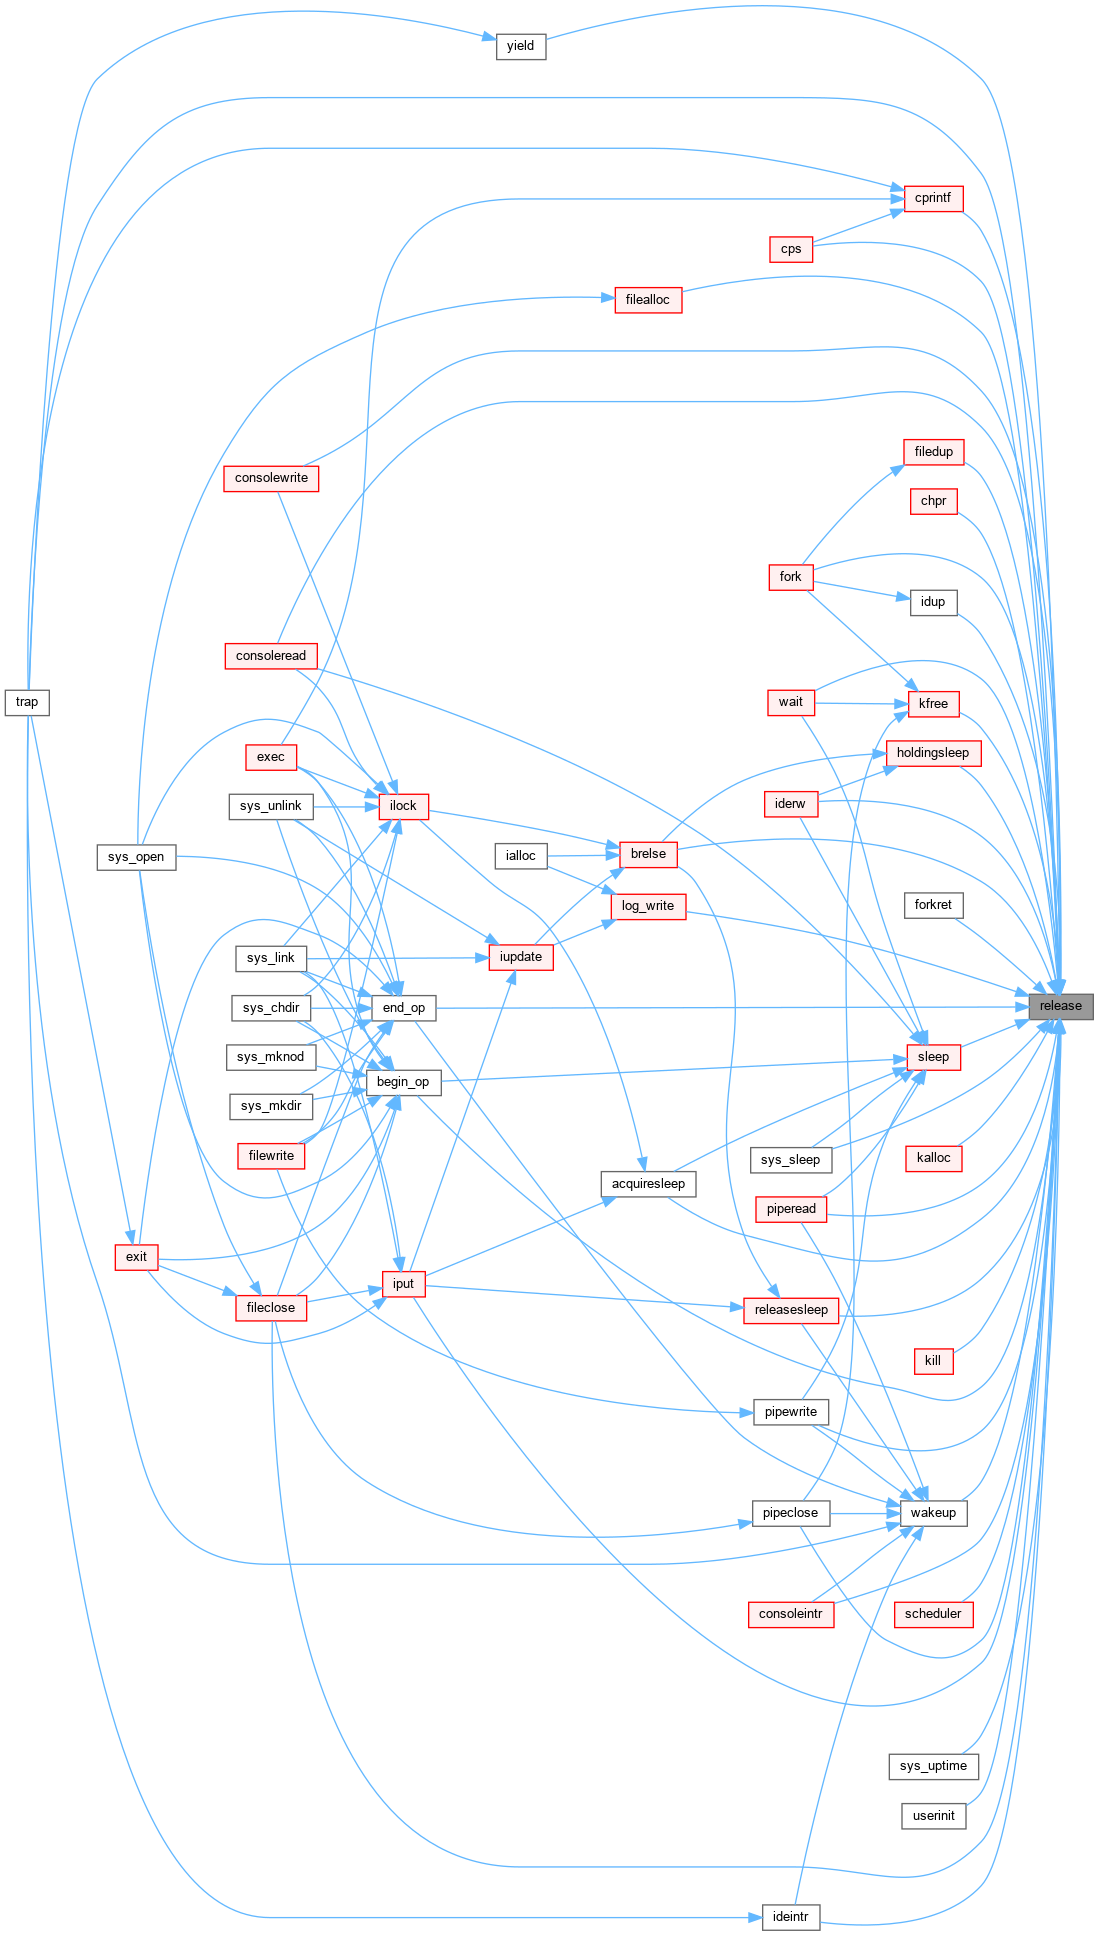 yield
cprintf
cps
filealloc
filedup
consolewrite
chpr
fork
idup
consoleread
trap
wait
kfree
exec
holdingsleep
sys_unlink
ilock
iderw
sys_open
ialloc
brelse
log_write
forkret
sys_link
iupdate
sys_chdir
end_op
release
sys_mknod
sleep
begin_op
sys_mkdir
filewrite
sys_sleep
kalloc
acquiresleep
piperead
exit
iput
fileclose
releasesleep
kill
pipewrite
pipeclose
wakeup
consoleintr
scheduler
sys_uptime
userinit
ideintr